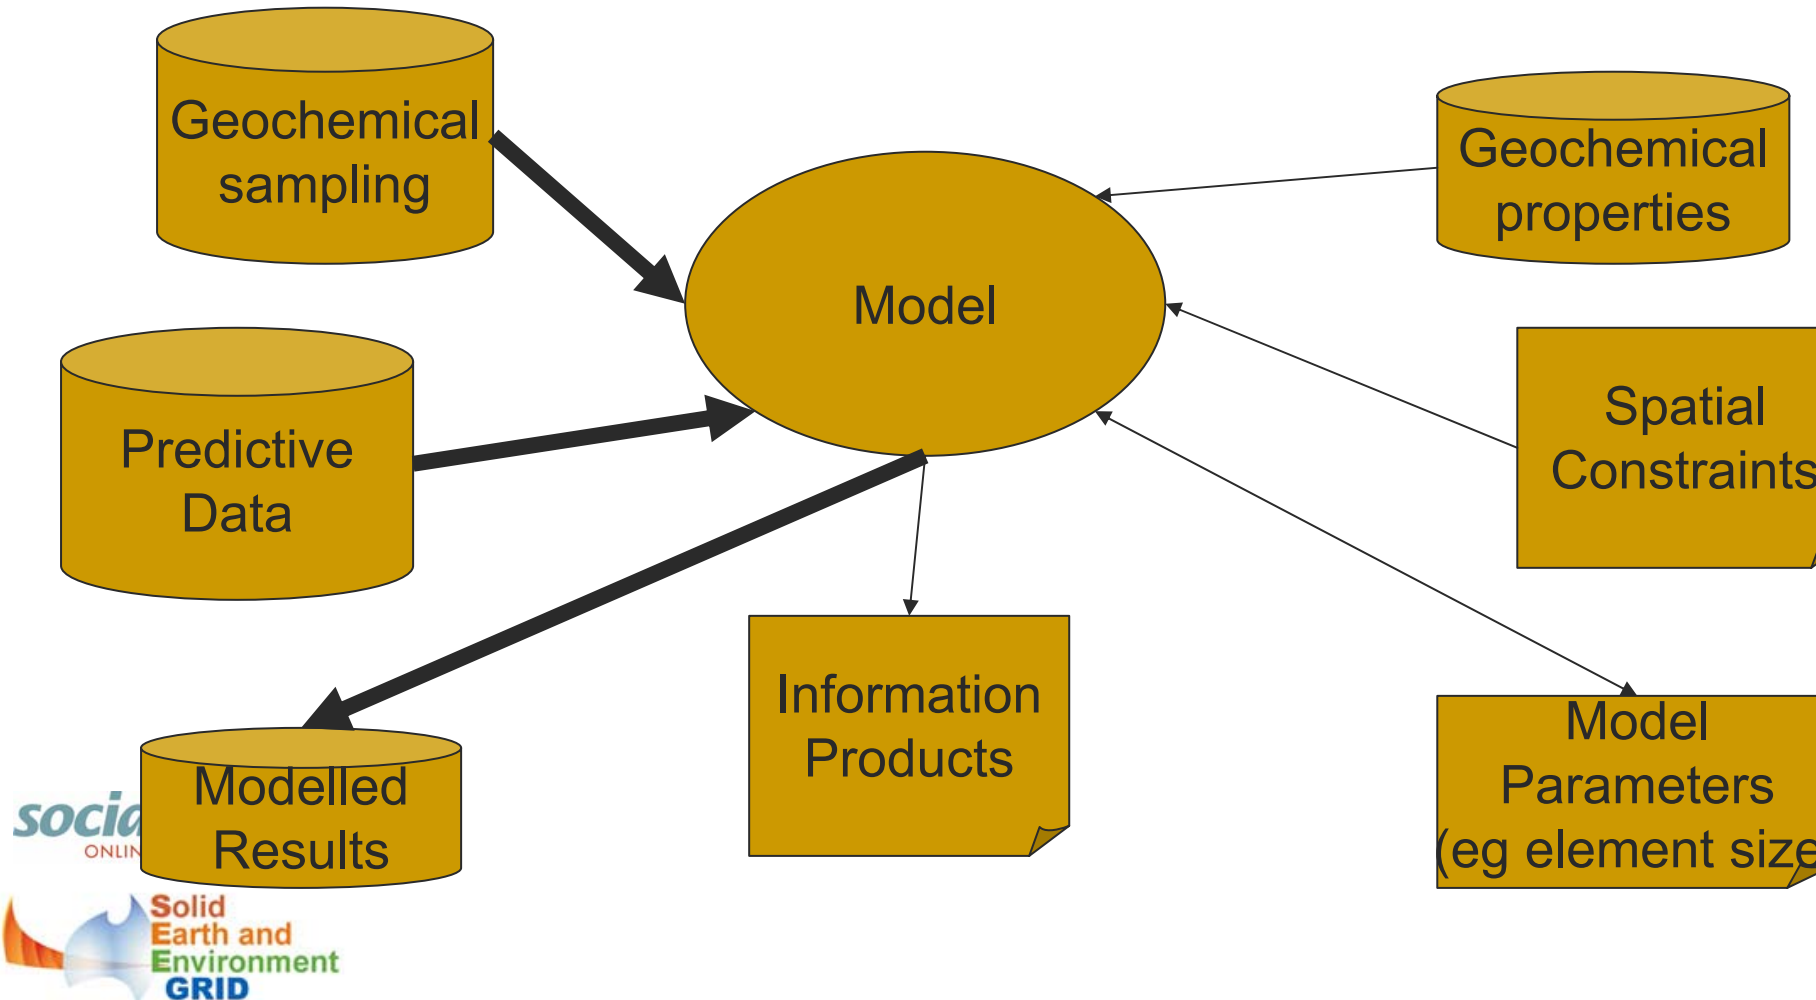 Geochemical
sampling
Geochemical
properties
Model
Predictive
Data
Spatial
Constraints
Information
Products
Model
Parameters
(eg element size
Modelled
Results
Solid
Earth and
Environment
GRID